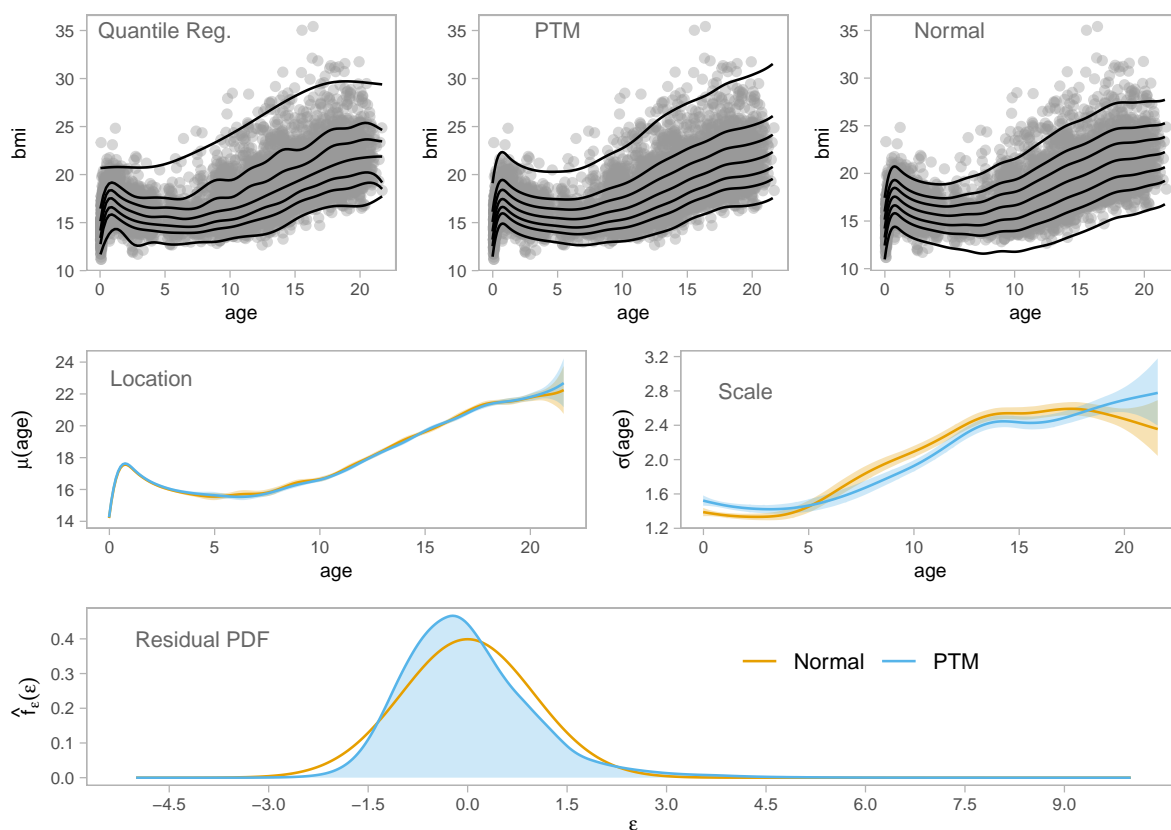 Quantile Reg.
PTM
Normal
bmi
35
30
25
20
15
10
bmi
35
30
25
20
15
10
bmi
35
30
25
20
15
10
0 5 10 15 20
0 5 10 15 20
0 5 10 15 20
age
age
age
Location
μ(age)
24
22
20
18
16
14
0 5 10 15 20
age
Scale
σ(age)
3.2
2.8
2.4
2.0
1.6
1.2
0 5 10 15 20
age
Residual PDF
Normal PTM
f̂ε(ε)
0.4
0.3
0.2
0.1
0.0
−4.5 −3.0 −1.5 0.0 1.5 3.0 4.5 6.0 7.5 9.0
ε